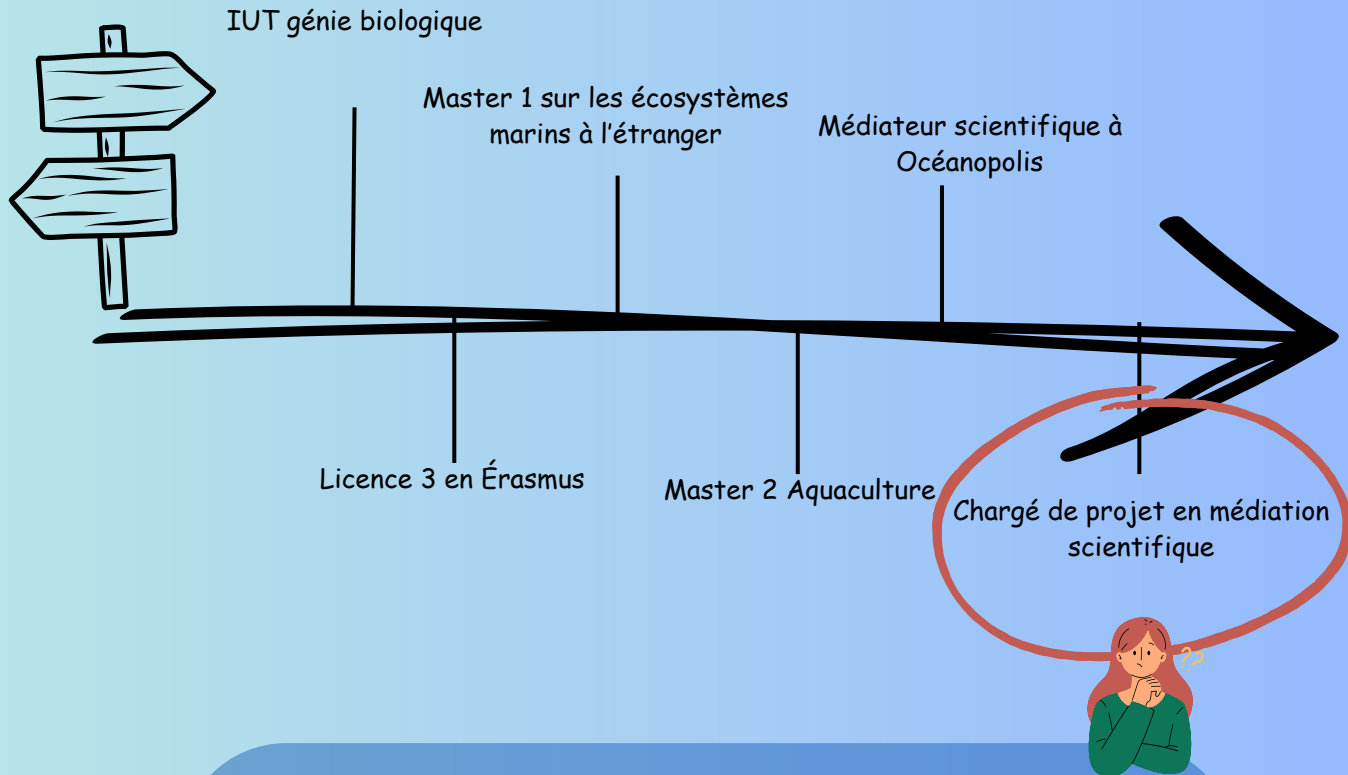 IUT génie biologique
Master 1 sur les écosystèmes
marins à l'étranger
Médiateur scientifique à
Océanopolis
Licence 3 en Érasmus
Master 2 Aquaculture
Chargé de projet en médiation
scientifique
??